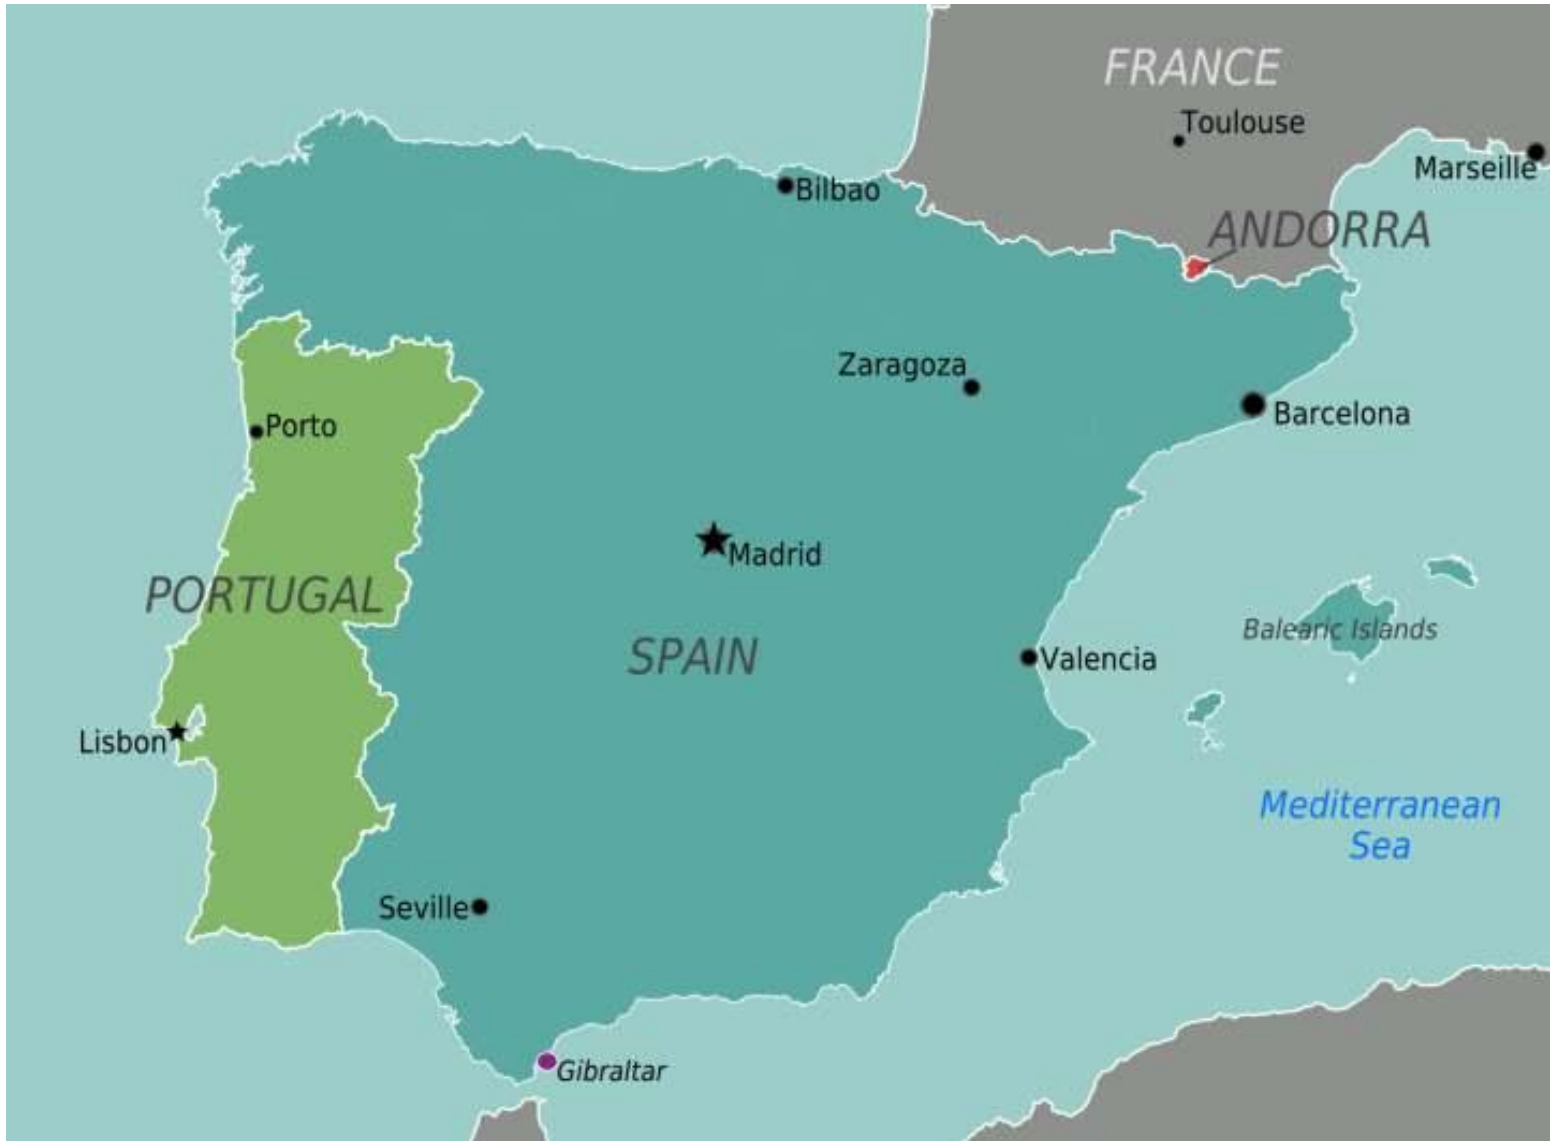 FRANCE
Toulouse
Marseille
Bilbao
ANDORRA
Zaragoza
Barcelona
Porto
Madrid
PORTUGAL
SPAIN
Balearic Islands
Valencia
Lisbon
Mediterranean
Sea
Seville
Gibraltar